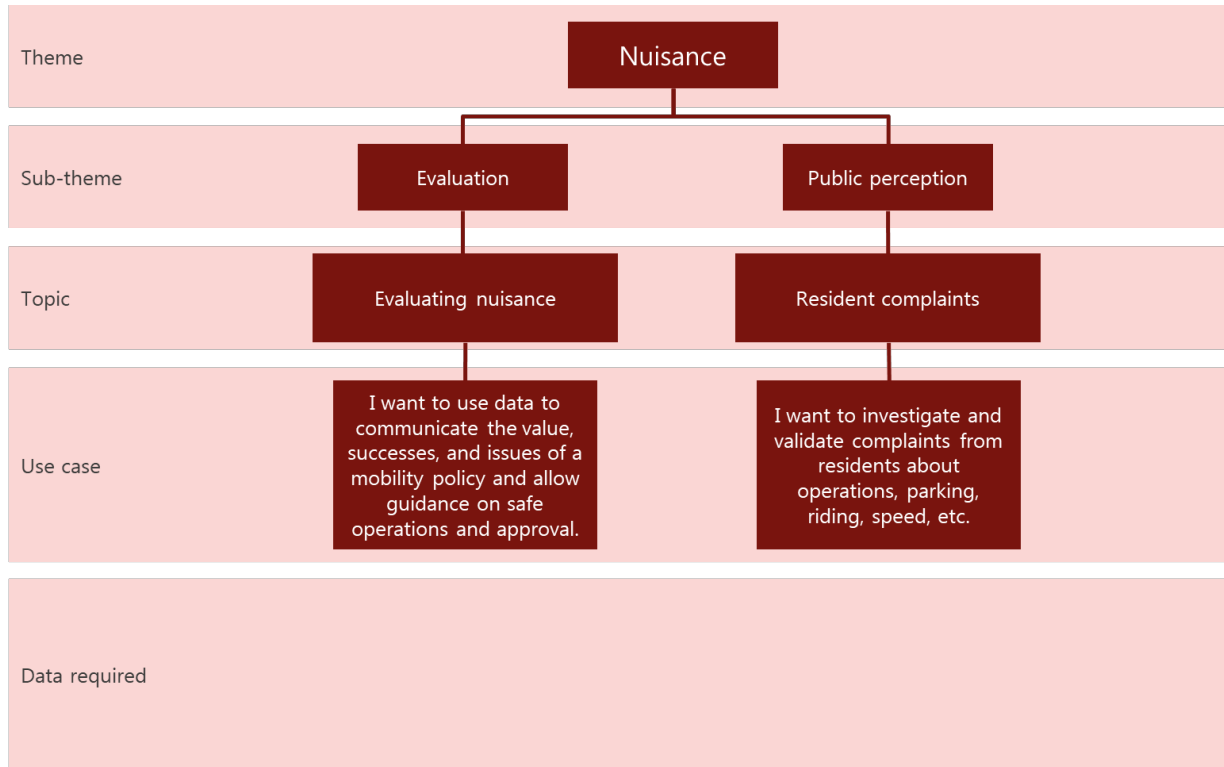 Theme
Nuisance
Sub-theme
Evaluation
Public perception
Topic
Evaluating nuisance
Resident complaints
Use case
I want to use data to
communicate the value,
successes, and issues of a
mobility policy and allow
guidance on safe
operations and approval.
I want to investigate and
validate complaints from
residents about
operations, parking,
riding, speed, etc.
Data required